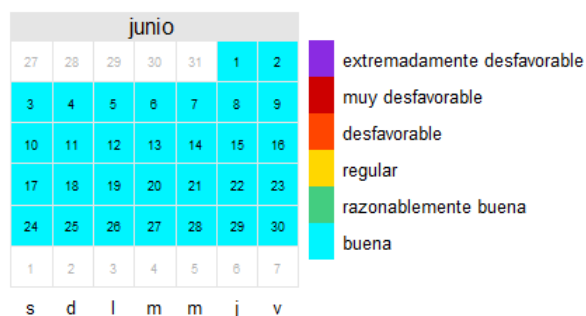 junio
27 28 29 30 31 1 2
3 4 5 6 7 8 9
10 11 12 13 14 15 16
17 18 19 20 21 22 23
24 25 26 27 28 29 30
1 2 3 4 5 6 7
s d l m m j v
extremadamente desfavorable
muy desfavorable
desfavorable
regular
razonablemente buena
buena